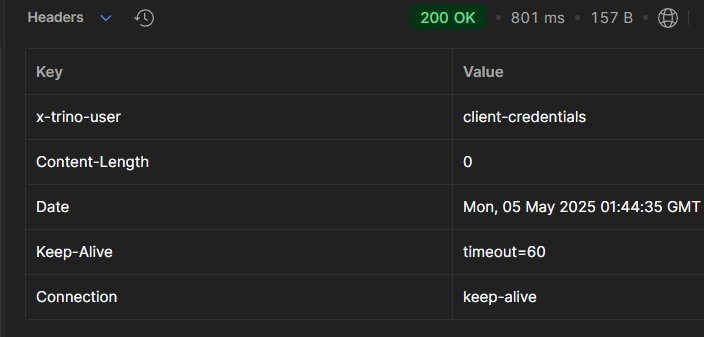 Headers 200 OK • 801 ms • 157 B •
Key Value
x-trino-user client-credentials
Content-Length 0
Date Mon, 05 May 2025 01:44:35 GMT
Keep-Alive timeout=60
Connection keep-alive